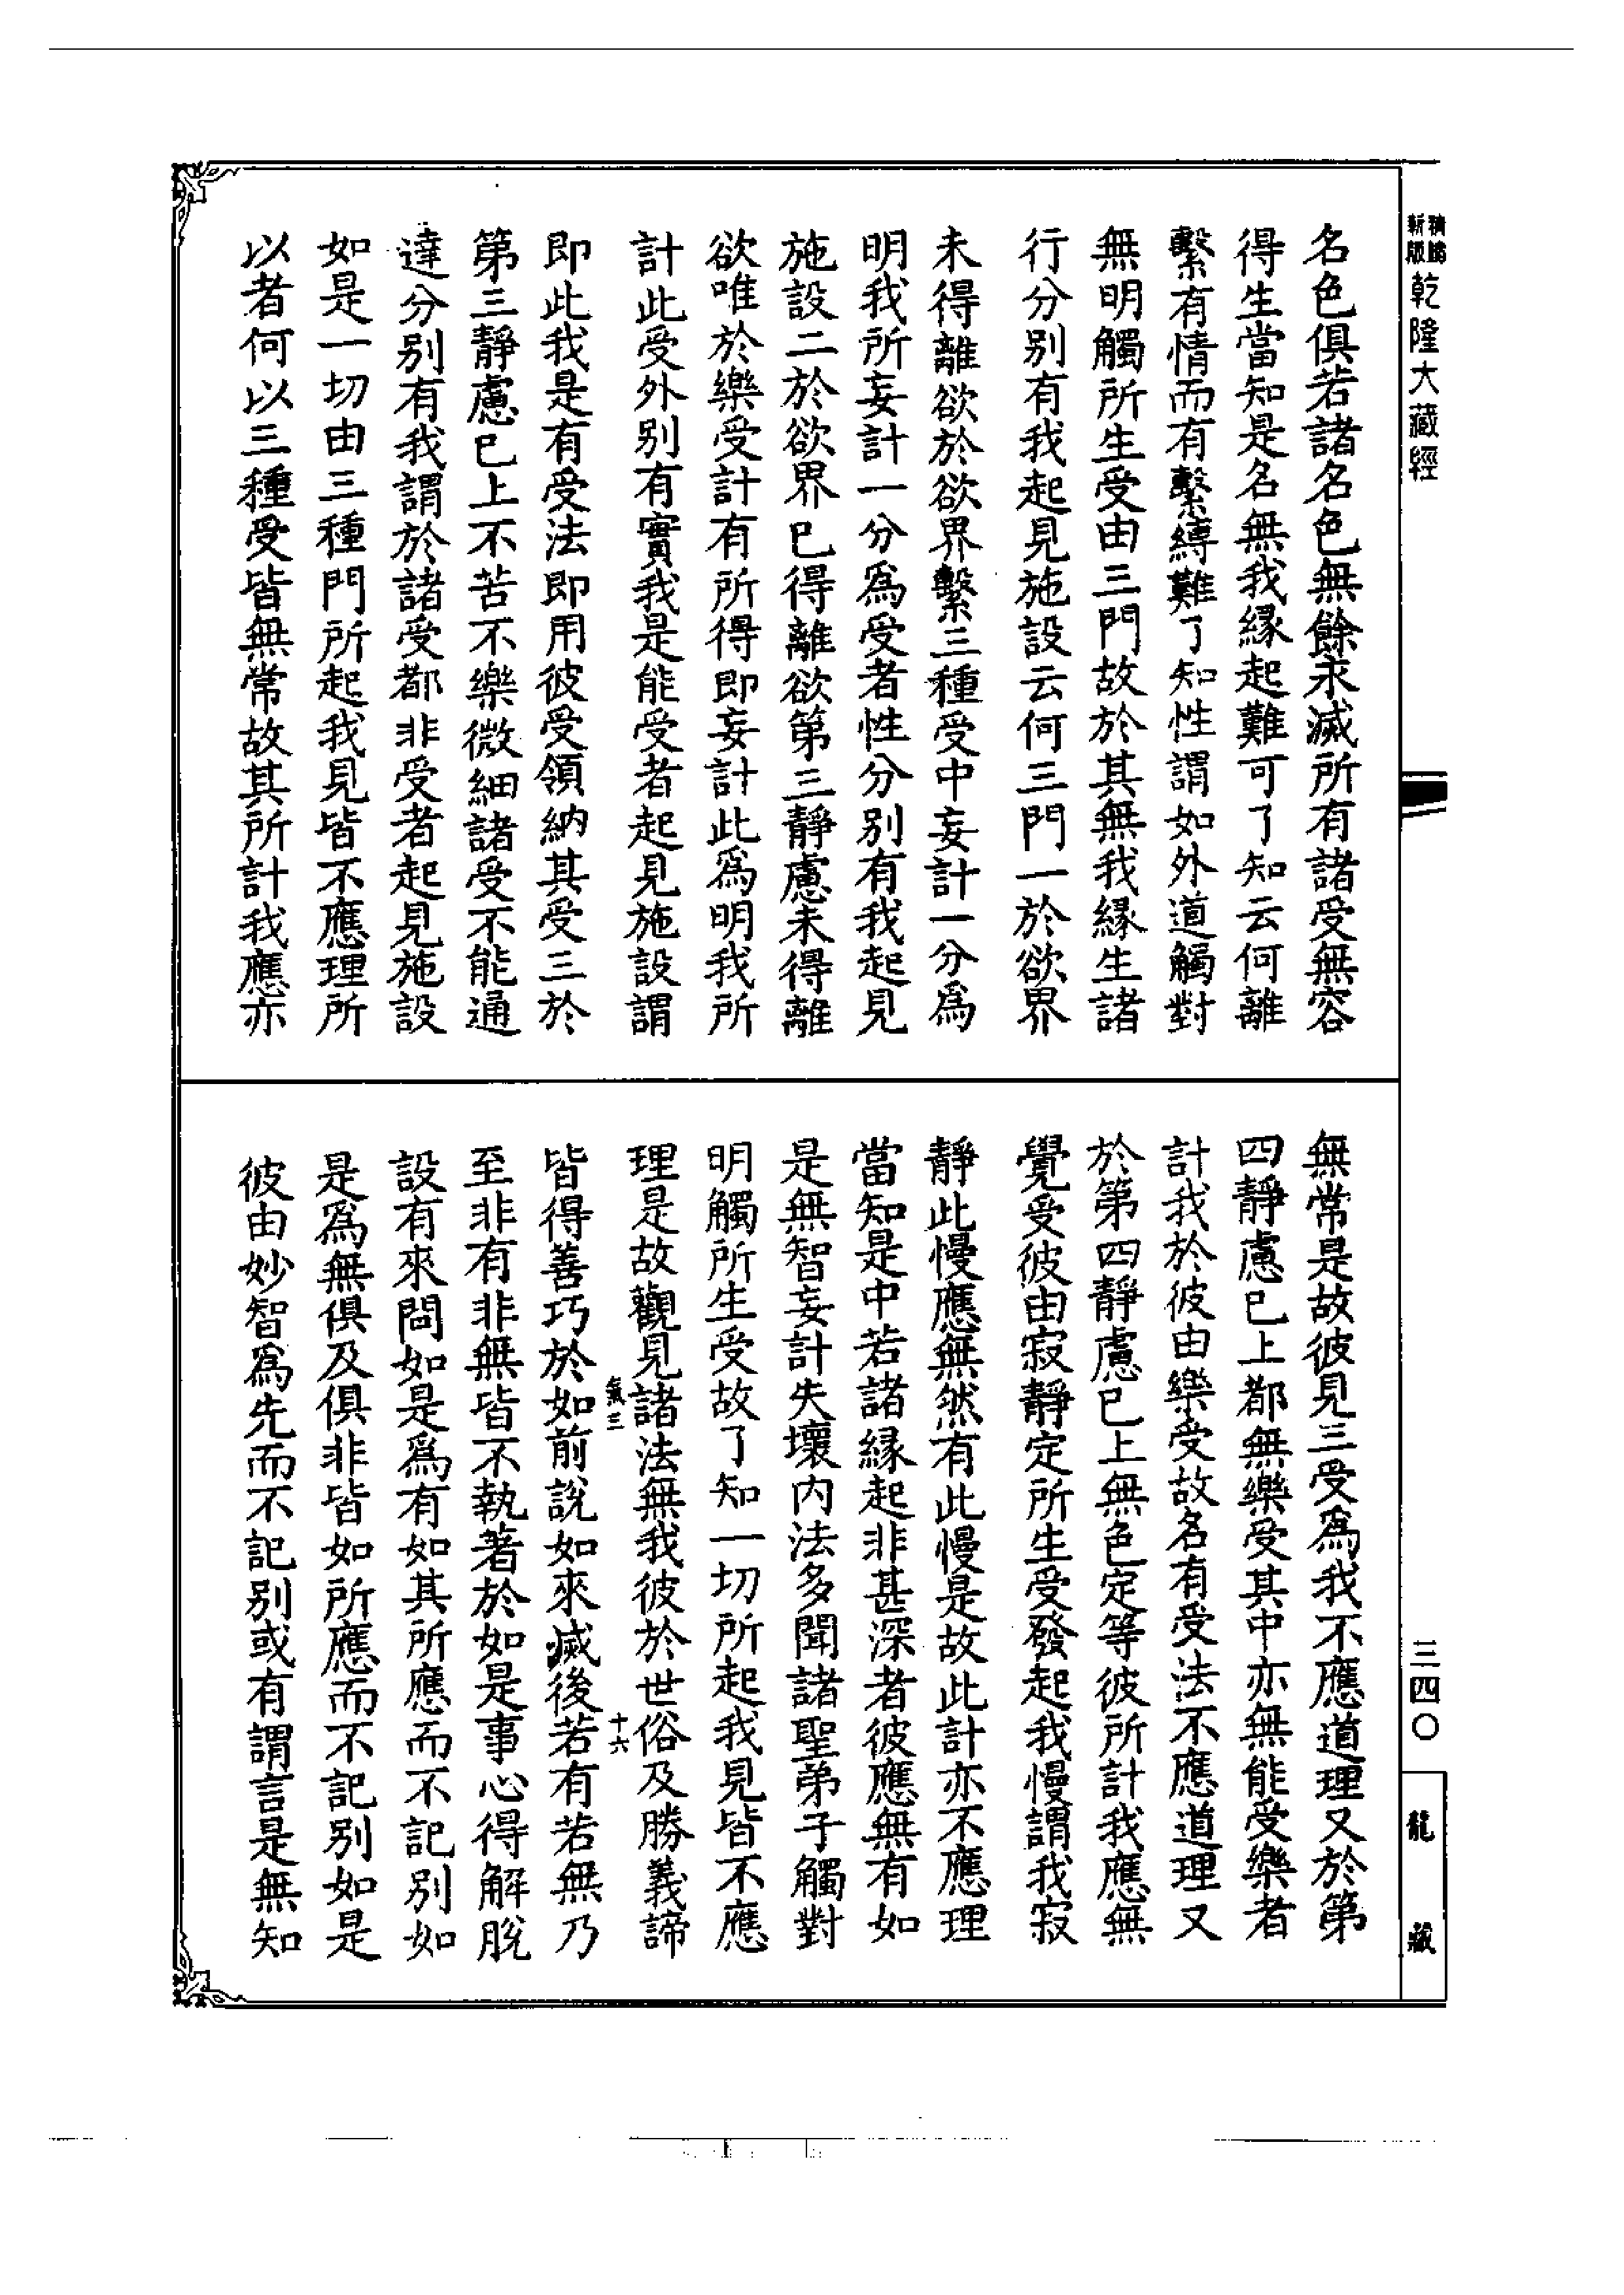 新版 精縮 乾隆大藏經
三四〇
龍藏
名色俱若諸名色無餘永滅所有諸受無容
得生當知是名無我緣起難可了知云何離
繫有情而有繫縛難了知性謂如外道觸對
無明觸所生受由三門故於其無我緣生諸
行分別有我起見施設云何三門一於欲界
未得離欲於欲界繫三種受中妄計一分爲
明我所妄計一分爲受者性分別有我起見
施設二於欲界已得離欲第三靜慮未得離
欲唯於樂受計有所得即妄計此爲明我所
計此受外別有實我是能受者起見施設謂
即此我是有受法即用彼受領納其受三於
第三靜慮已上不苦不樂微細諸受不能通
達分別有我謂於諸受都非受者起見施設
如是一切由三種門所起我見皆不應理所
以者何以三種受皆無常故其所計我應亦
無常是故彼見三受爲我不應道理又於第
四靜慮已上都無樂受其中亦無能受樂者
計我於彼由樂受故名有受法不應道理又
於第四靜慮已上無色定等彼所計我應無
覺受彼由寂靜定所生受發起我慢謂我寂
靜此慢應無然有此慢是故此計亦不應理
當知是中若諸緣起非甚深者彼應無有如
是無智妄計失壞內法多聞諸聖弟子觸對
明觸所生受故了知一切所起我見皆不應
理是故觀見諸法無我彼於世俗及勝義諦
氣三
十六
皆得善巧於如前說如來滅後若有若無乃
至非有非無皆不執著於如是事心得解脫
設有來問如是爲有如其所應而不記別如
是爲無俱及俱非皆如所應而不記別如是
彼由妙智爲先而不記別或有謂言是無知